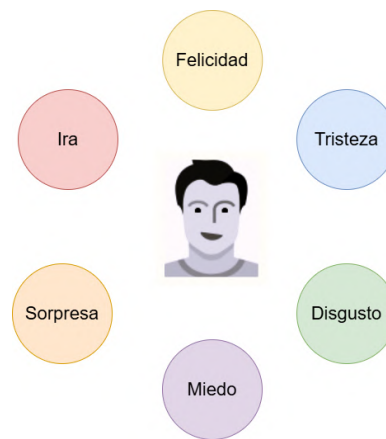 Felicidad
Ira
Tristeza
Sorpresa
Disgusto
Miedo